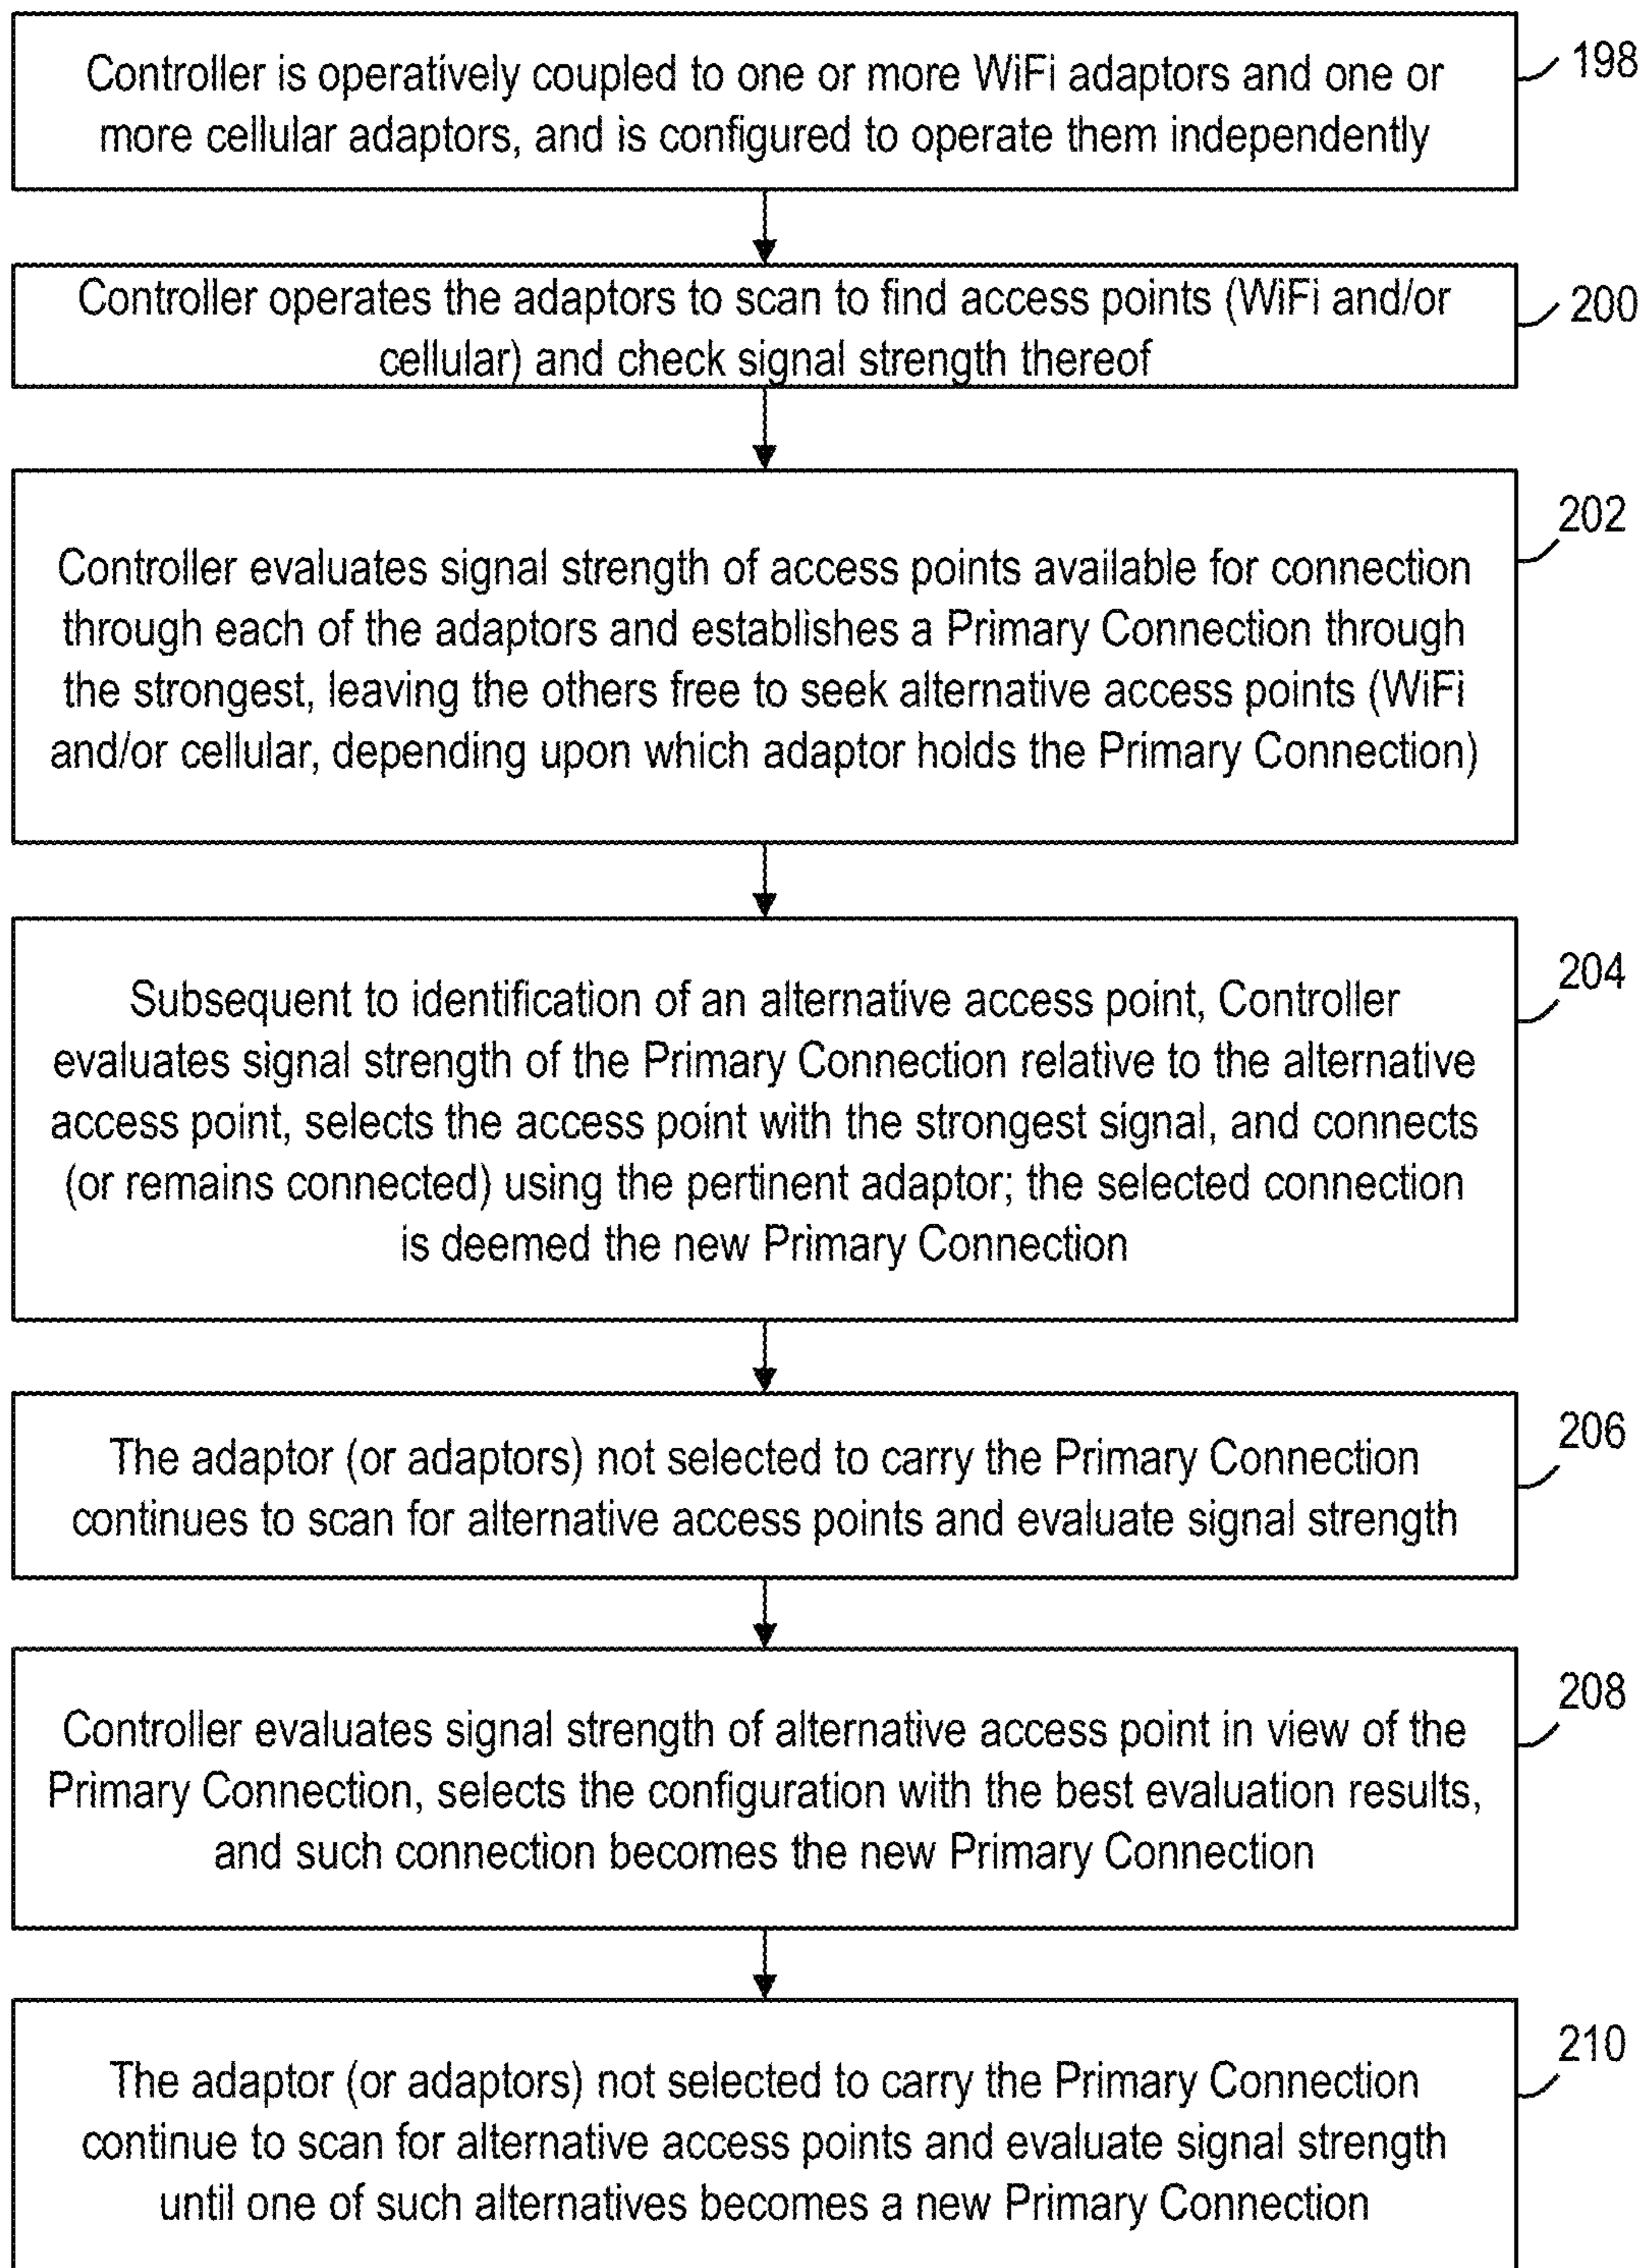 Controller is operatively coupled to one or more WiFi adaptors and one or
more cellular adaptors, and is configured to operate them independently
198
Controller operates the adaptors to scan to find access points (WiFi and/or
cellular) and check signal strength thereof
200
Controller evaluates signal strength of access points available for connection
through each of the adaptors and establishes a Primary Connection through
the strongest, leaving the others free to seek alternative access points (WiFi
and/or cellular, depending upon which adaptor holds the Primary Connection)
202
Subsequent to identification of an alternative access point, Controller
evaluates signal strength of the Primary Connection relative to the alternative
access point, selects the access point with the strongest signal, and connects
(or remains connected) using the pertinent adaptor; the selected connection
is deemed the new Primary Connection
204
The adaptor (or adaptors) not selected to carry the Primary Connection
continues to scan for alternative access points and evaluate signal strength
206
Controller evaluates signal strength of alternative access point in view of the
Primary Connection, selects the configuration with the best evaluation results,
and such connection becomes the new Primary Connection
208
The adaptor (or adaptors) not selected to carry the Primary Connection
continue to scan for alternative access points and evaluate signal strength
until one of such alternatives becomes a new Primary Connection
210